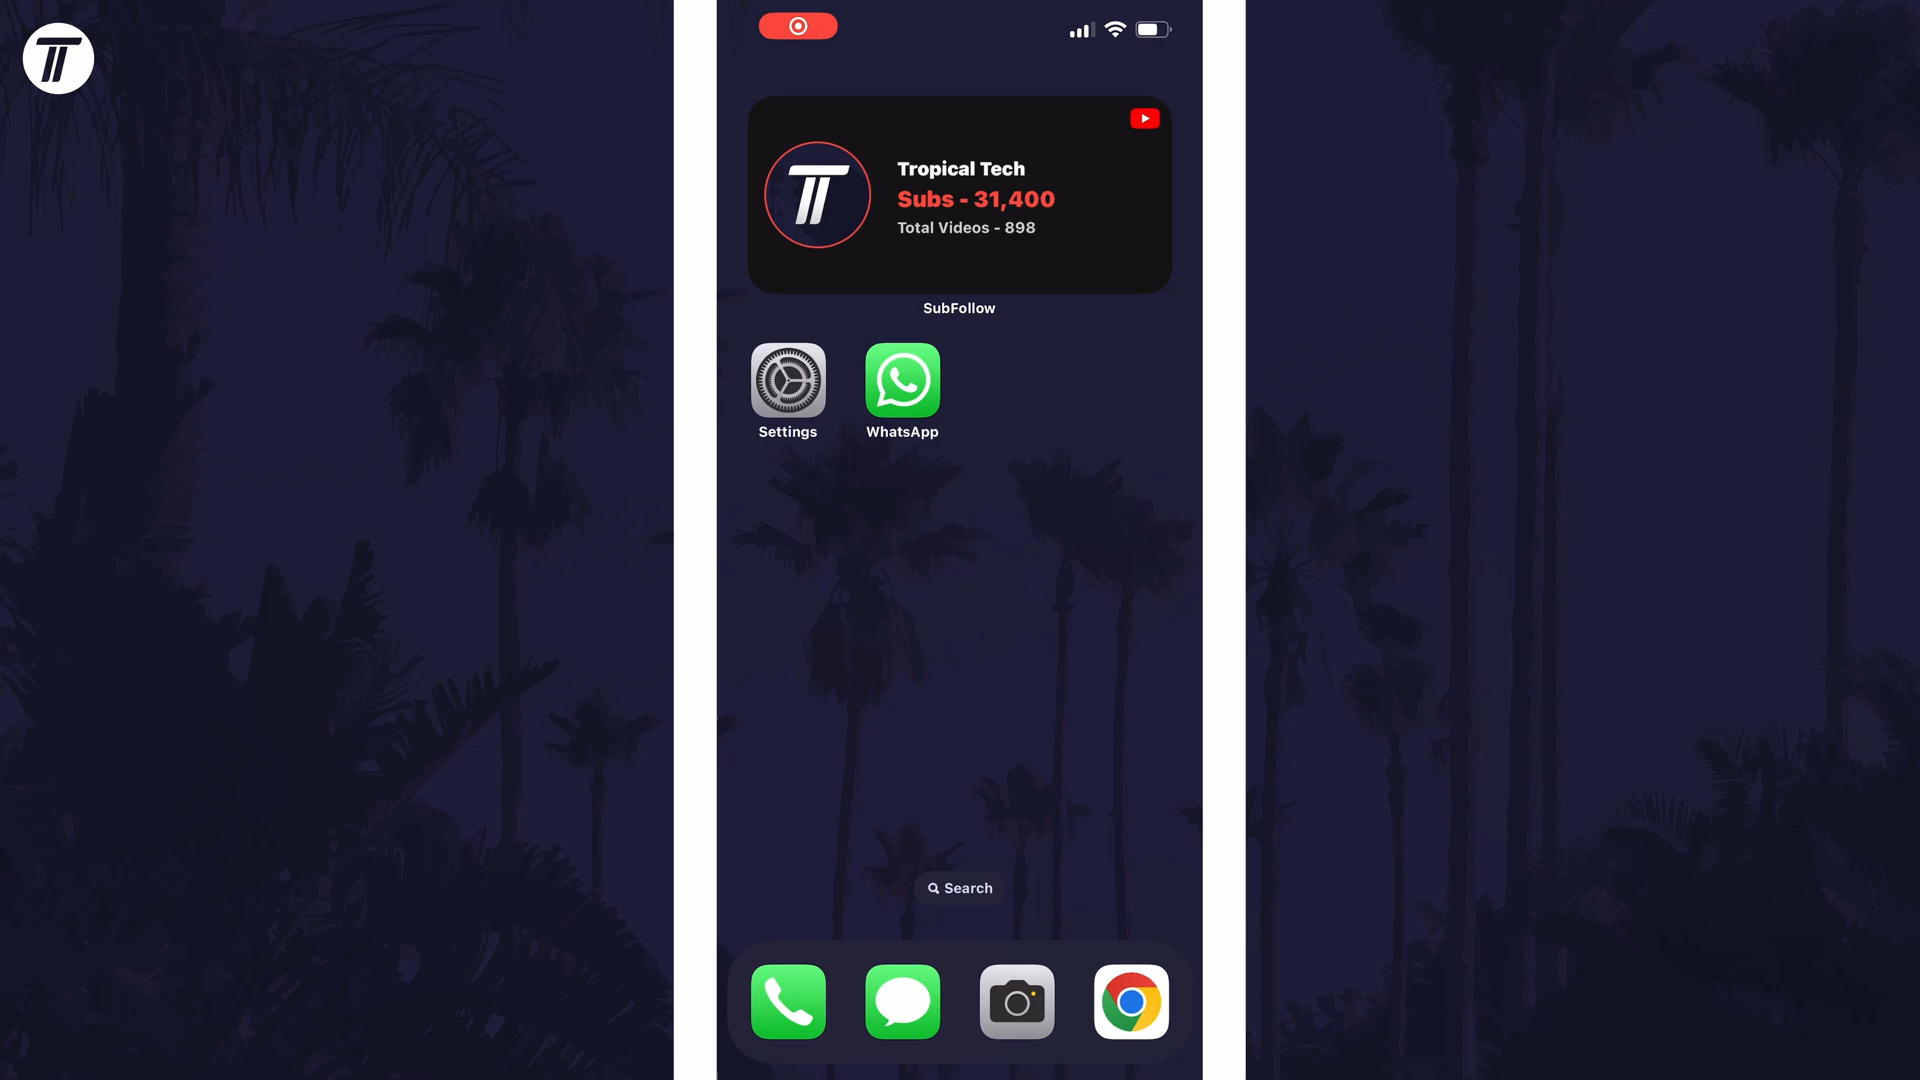 Tropical Tech
Subs - 31,400
Total Videos - 898
SubFollow
Settings
WhatsApp
Search